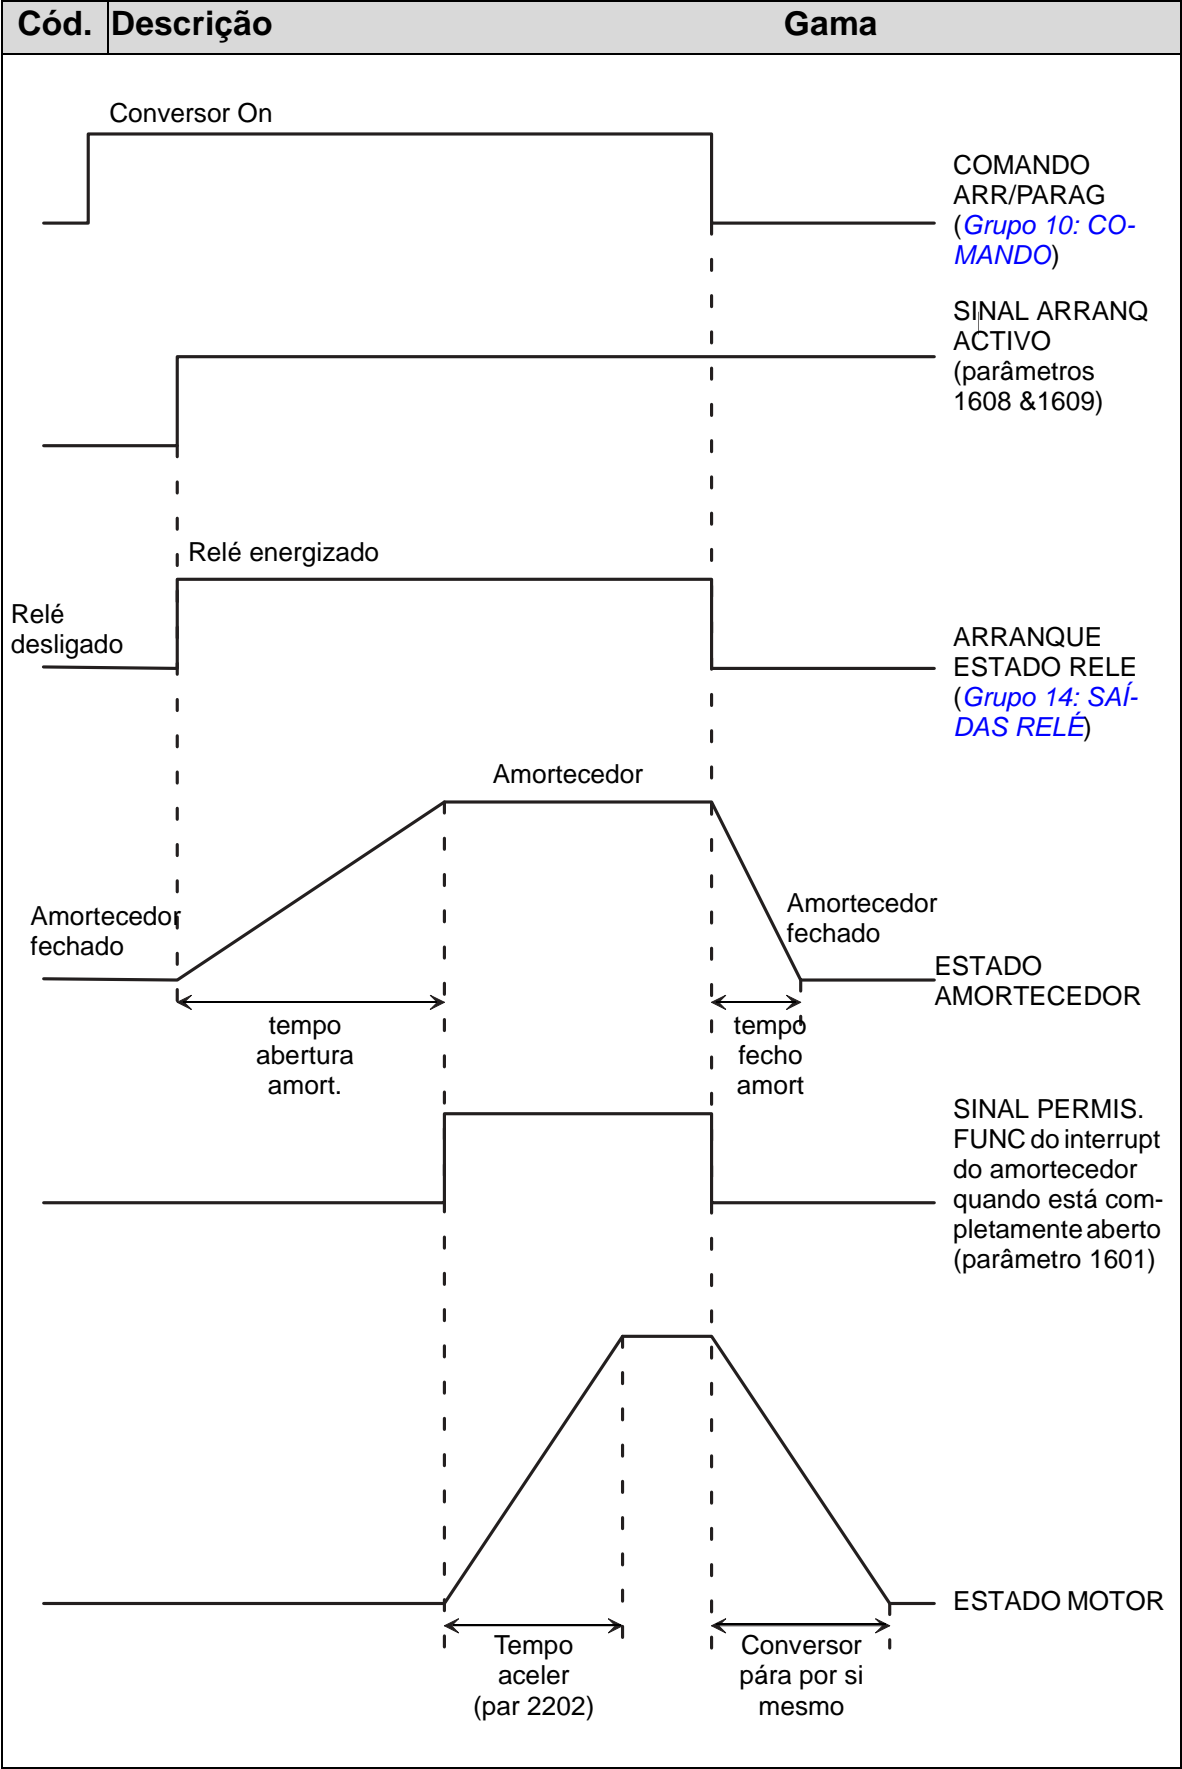 Cód. Descrição Gama
Conversor On
COMANDO
ARR/PARAG
(Grupo 10: CO-
MANDO)
SINAL ARRANQ
ACTIVO
(parâmetros
1608 &1609)
Relé energizado
Relé
desligado
ARRANQUE
ESTADO RELE
(Grupo 14: SAÍ-
DAS RELÉ)
Amortecedor
Amortecedor
fechado
Amortecedor
fechado
ESTADO
AMORTECEDOR
tempo
abertura
amort.
tempo
fecho
amort
SINAL PERMIS.
FUNC do interrupt
do amortecedor
quando está com-
pletamente aberto
(parâmetro 1601)
ESTADO MOTOR
Tempo
aceler
(par 2202)
Conversor
pára por si
mesmo